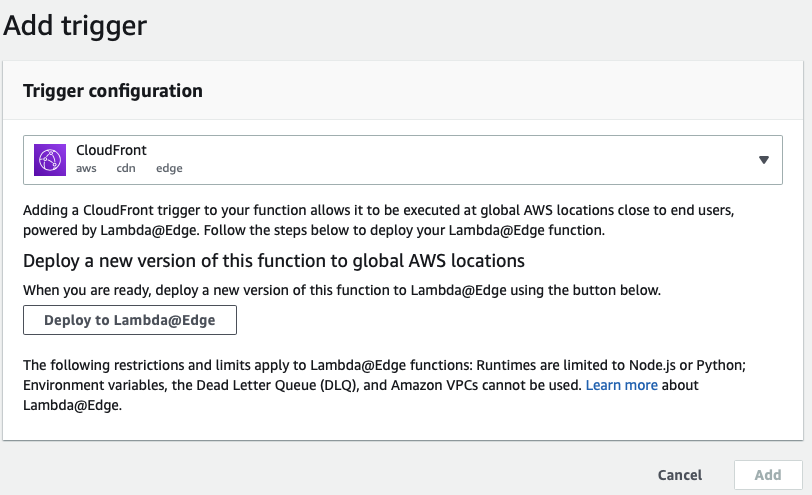 Add trigger
Trigger configuration
CloudFront
aws cdn edge
Adding a CloudFront trigger to your function allows it to be executed at global AWS locations close to end users,
powered by Lambda@Edge. Follow the steps below to deploy your Lambda@Edge function.
Deploy a new version of this function to global AWS locations
When you are ready, deploy a new version of this function to Lambda@Edge using the button below.
Deploy to Lambda@Edge
The following restrictions and limits apply to Lambda@Edge functions: Runtimes are limited to Node.js or Python;
Environment variables, the Dead Letter Queue (DLQ), and Amazon VPCs cannot be used. Learn more about
Lambda@Edge.
Cancel Add